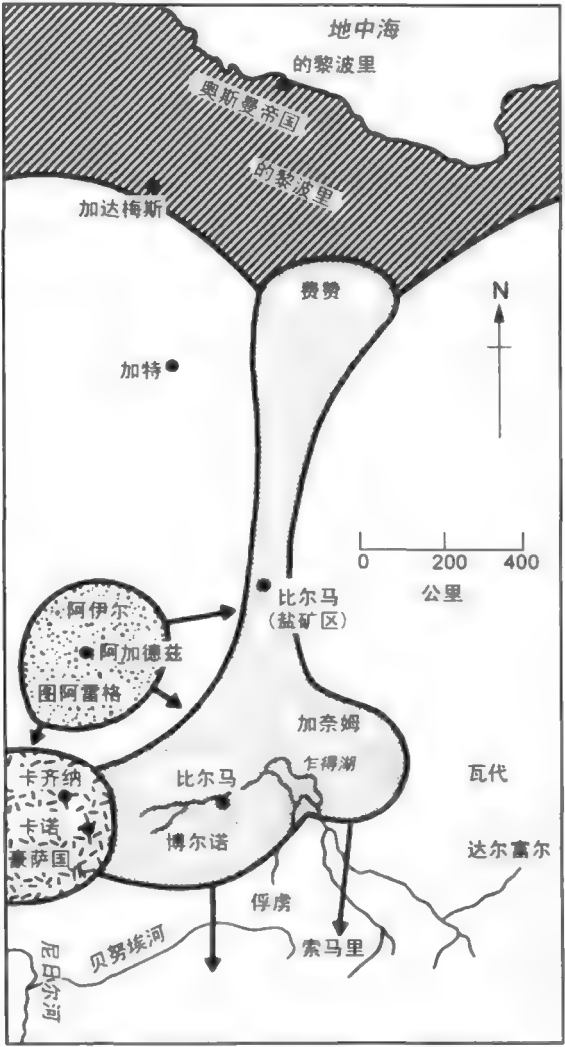 地中海
的黎波里
奥斯曼帝国
的黎波里
加达梅斯
费赞
N
加特
0 200 400
公里
比尔马
(盐矿区)
阿伊尔
阿加德兹
图阿雷格
加奈姆
乍得湖
卡齐纳
比尔马
瓦代
卡诺
博尔诺
豪萨国
达尔富尔
俘虏
索马里
贝努埃河
尼日尔河